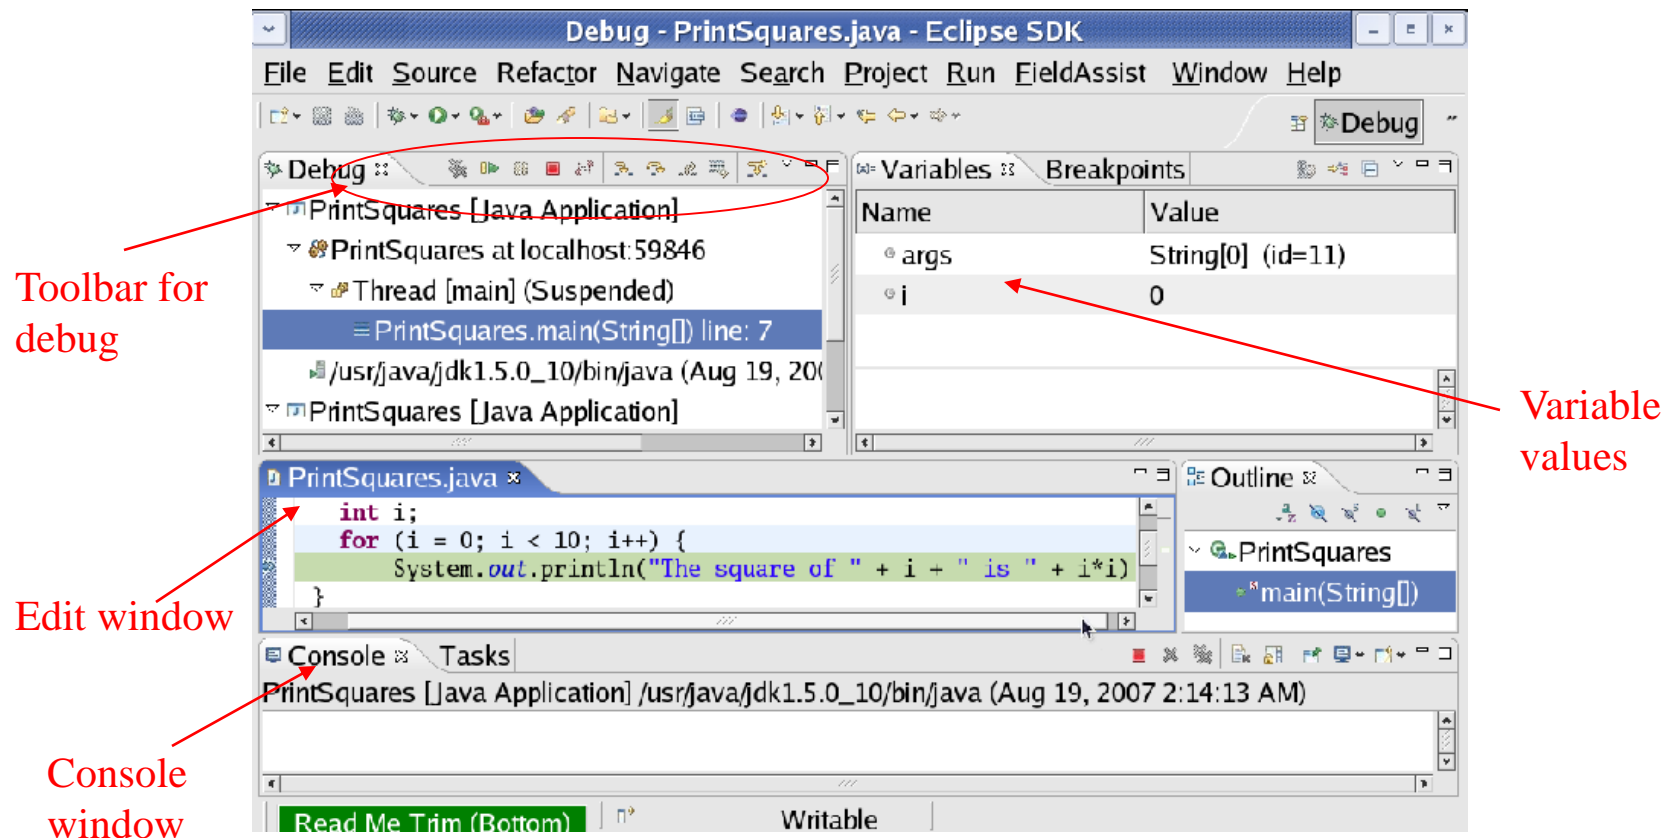 Debug - PrintSquares.java - Eclipse SDK
File Edit Source Refactor Navigate Search Project Run FieldAssist Window Help
Debug
Debug
Variables Breakpoints
PrintSquares [Java Application]
PrintSquares at localhost:59846
Thread [main] (Suspended)
PrintSquares.main(String[]) line: 7
/usr/java/jdk1.5.0_10/bin/java (Aug 19, 200
PrintSquares [Java Application]
Name Value
args String[0] (id=11)
i 0
Toolbar for
debug
Variable
values
PrintSquares.java
int i;
for (i = 0; i < 10; i++) {
System.out.println("The square of " + i + " is " + i*i)
}
Outline
PrintSquares
main(String[])
Edit window
Console Tasks
PrintSquares [Java Application] /usr/java/jdk1.5.0_10/bin/java (Aug 19, 2007 2:14:13 AM)
Console
window
Read Me Trim (Bottom) Writable